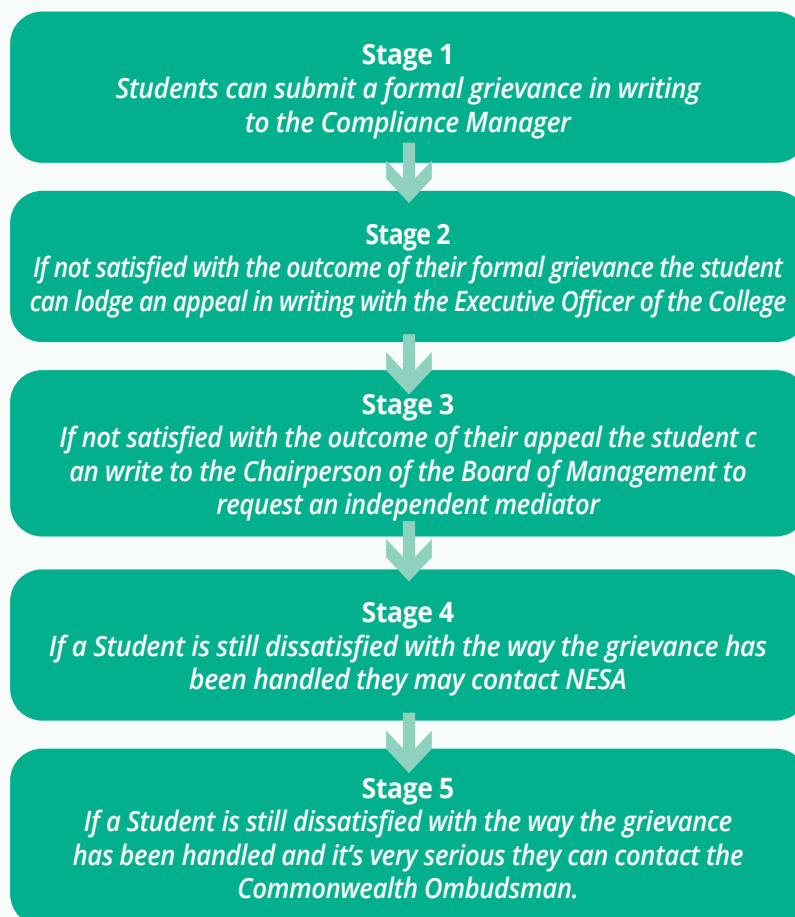 Stage 1
Students can submit a formal grievance in writing
to the Compliance Manager
Stage 2
If not satisfied with the outcome of their formal grievance the student
can lodge an appeal in writing with the Executive Officer of the College
Stage 3
If not satisfied with the outcome of their appeal the student c
an write to the Chairperson of the Board of Management to
request an independent mediator
Stage 4
If a Student is still dissatisfied with the way the grievance has
been handled they may contact NESA
Stage 5
If a Student is still dissatisfied with the way the grievance
has been handled and it's very serious they can contact the
Commonwealth Ombudsman.